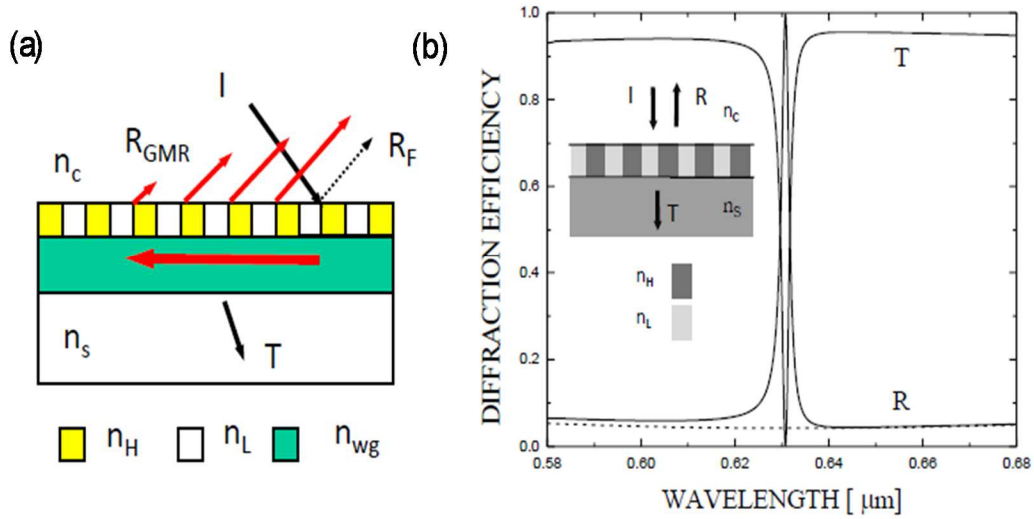 (a)
I
R_GMR
R_F
n_c
n_s
T
n_H n_L n_wg
(b)
DIFFRACTION EFFICIENCY
1.0
0.8
0.6
0.4
0.2
0.0
T
I R n_C
T n_S
n_H
n_L
R
0.58 0.60 0.62 0.64 0.66 0.68
WAVELENGTH [ μm]